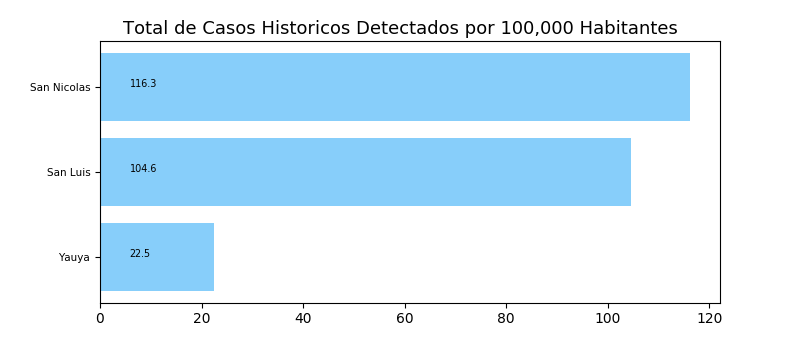 Total de Casos Historicos Detectados por 100,000 Habitantes
San Nicolas
116.3
San Luis
104.6
Yauya
22.5
0 20 40 60 80 100 120